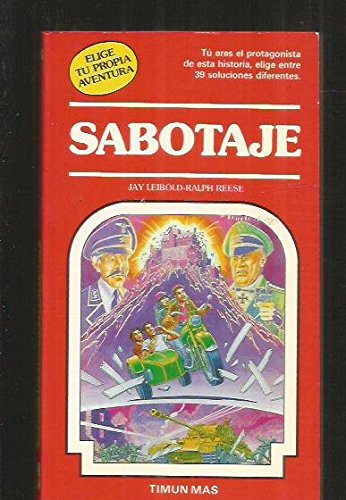 ELIGE
TU PROPIA
AVENTURA
Tú eres el protagonista
de esta historia, elige entre
39 soluciones diferentes.
SABOTAJE
JAY LEIBOLD-RALPH REESE
TIMUN MAS